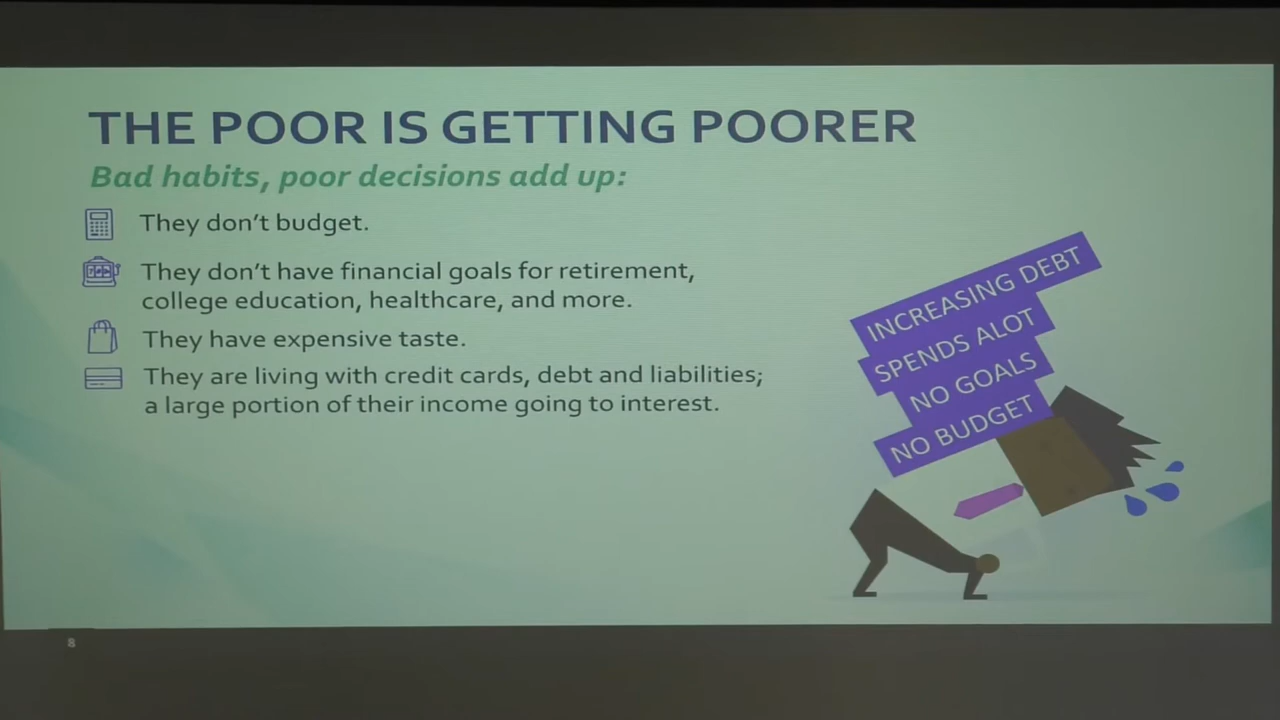 THE POOR IS GETTING POORER
Bad habits, poor decisions add up:
They don't budget.
They don't have financial goals for retirement,
college education, healthcare, and more.
They have expensive taste.
They are living with credit cards, debt and liabilities;
a large portion of their income going to interest.
INCREASING DEBT
SPENDS ALOT
NO GOALS
NO BUDGET
8